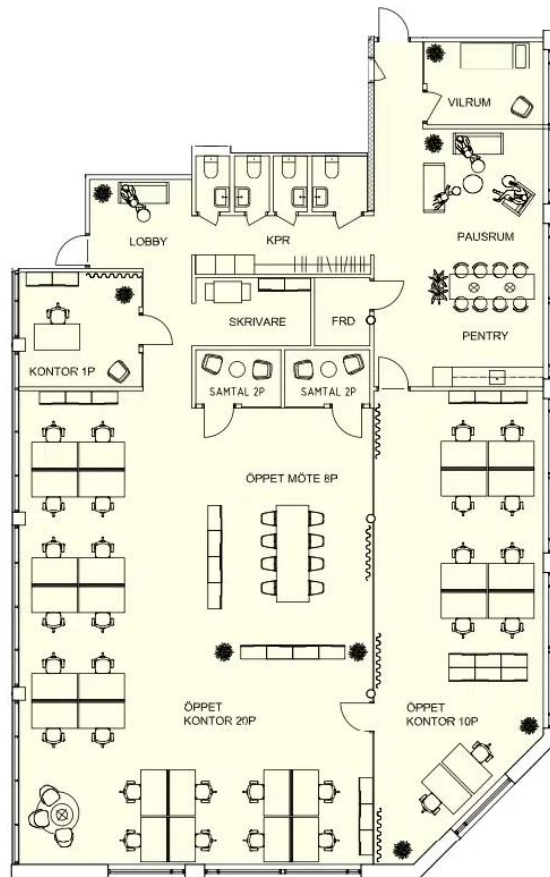 VILRUM
LOBBY
KPR
PAUSRUM
SKRIVARE
FRD
PENTRY
KONTOR 1P
SAMTAL 2P
SAMTAL 2P
ÖPPET MÖTE 8P
ÖPPET
KONTOR 20P
ÖPPET
KONTOR 10P